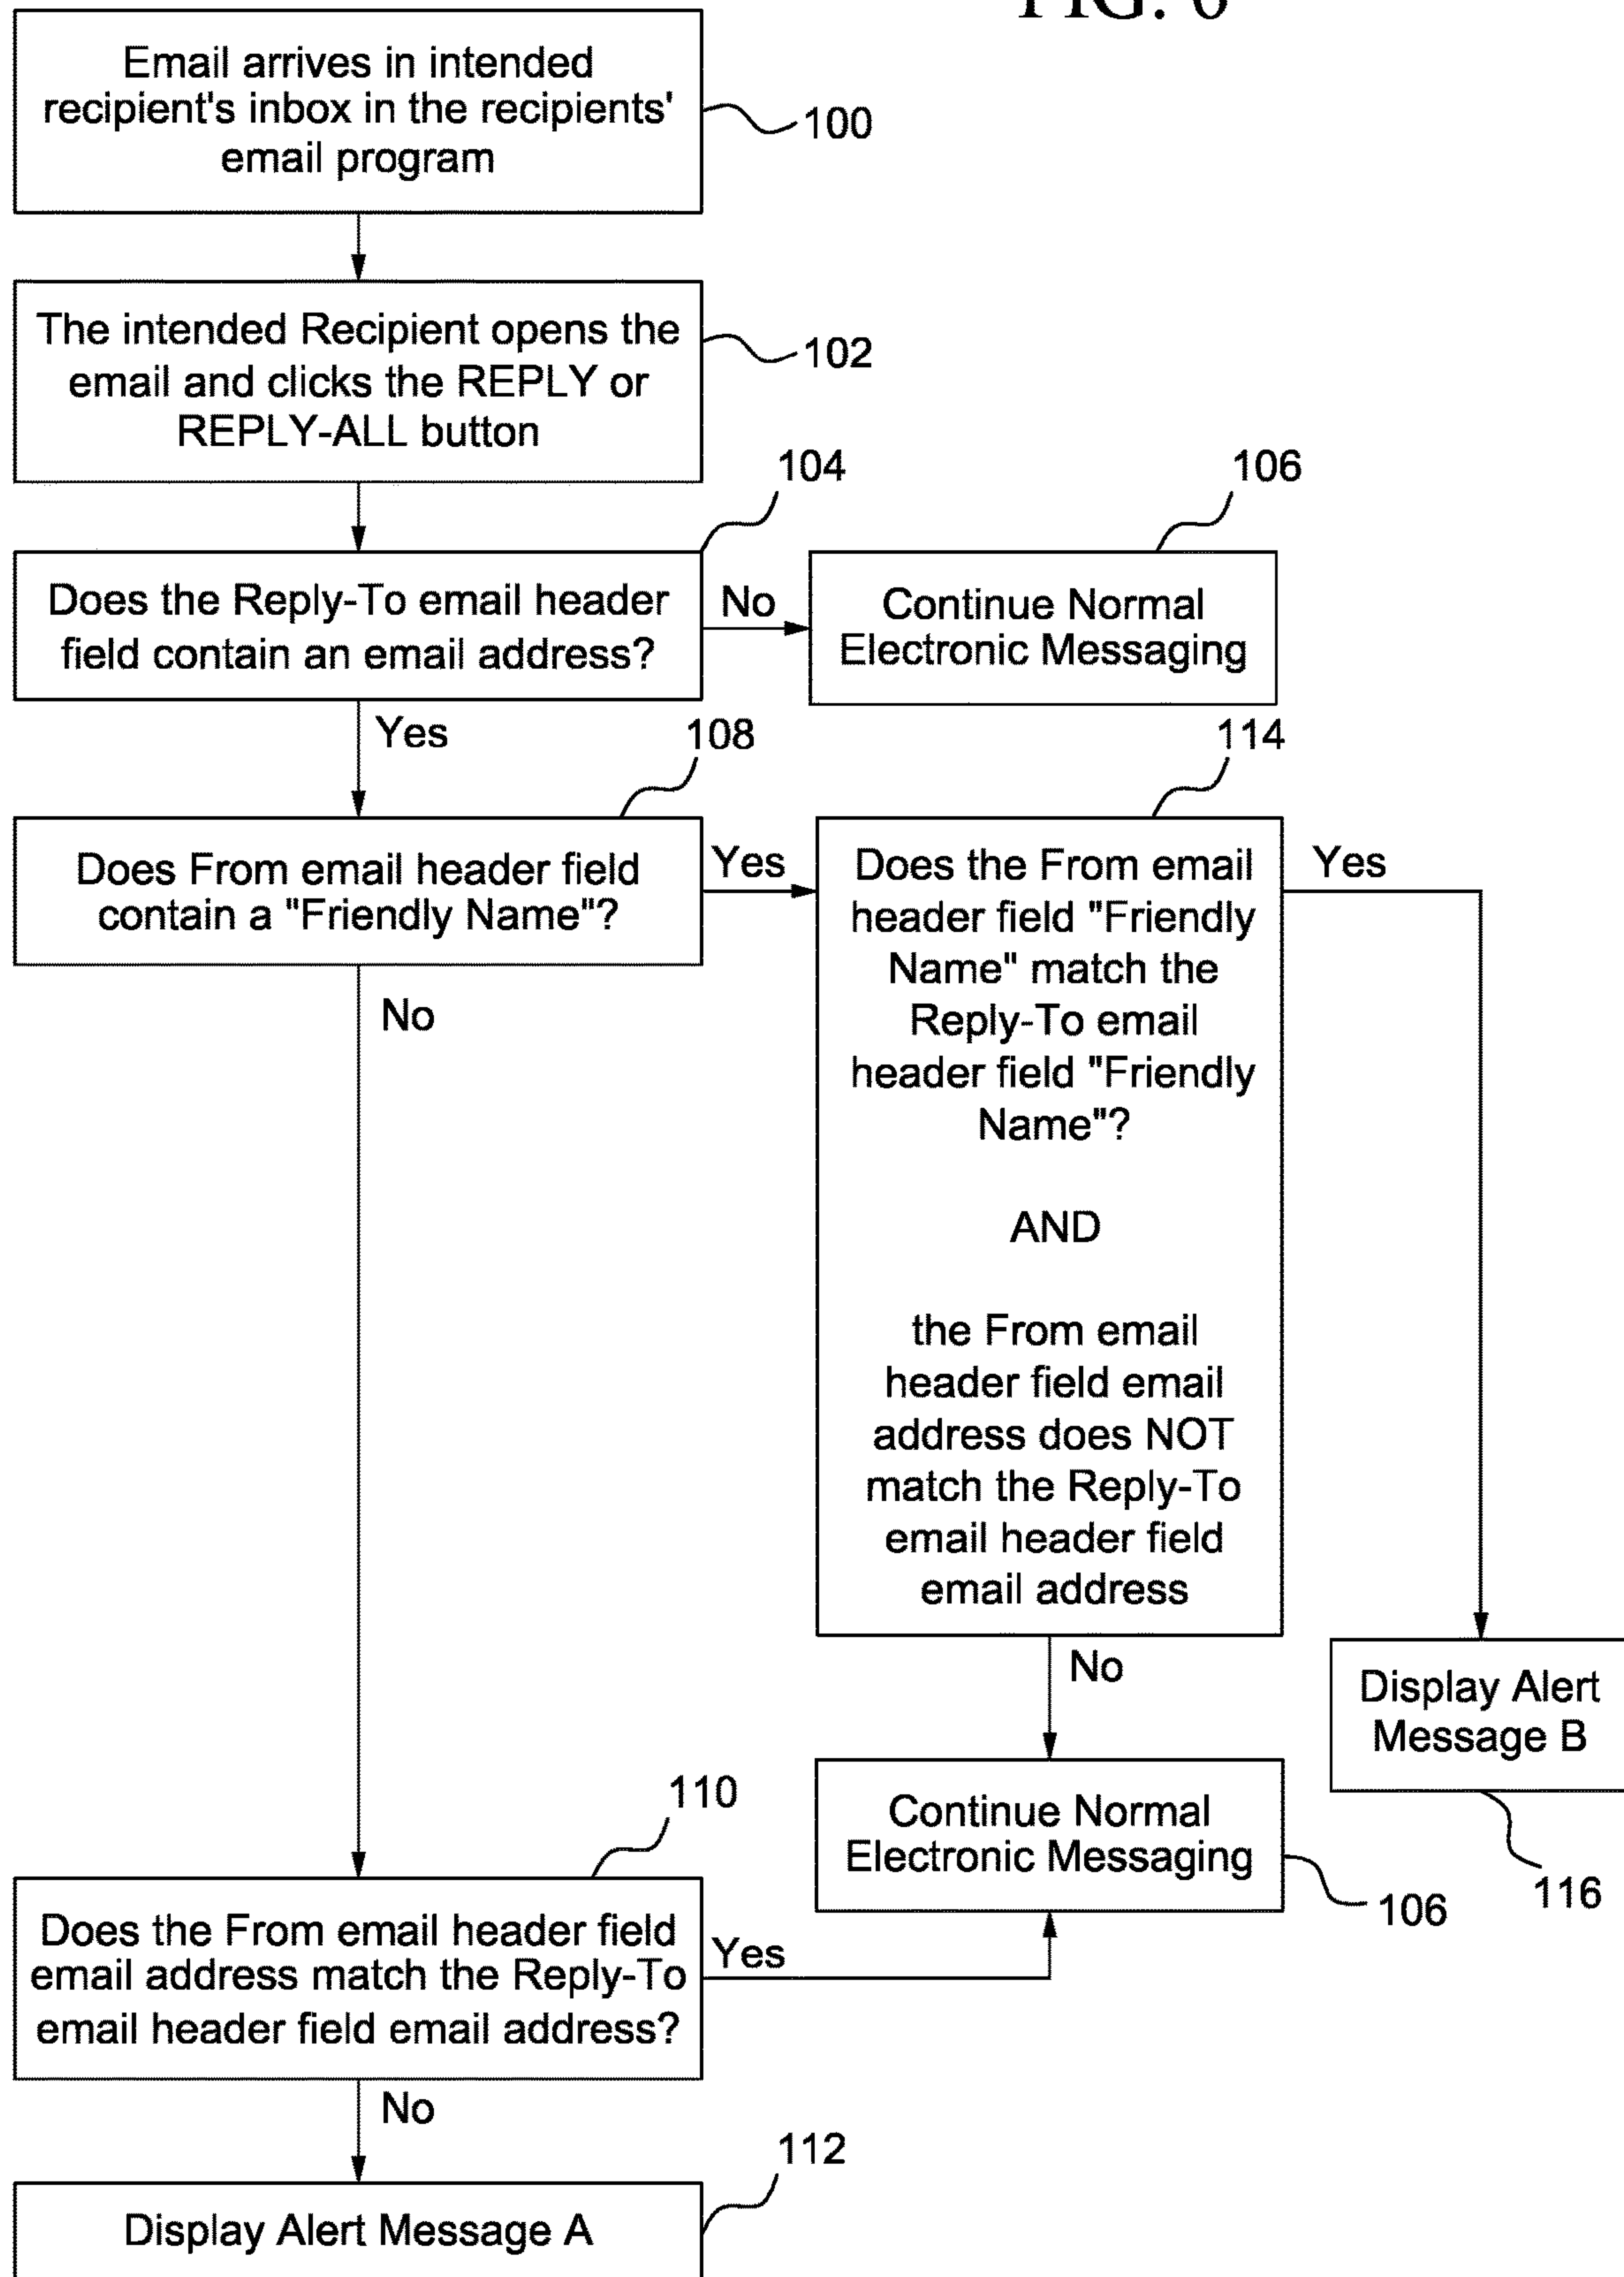 FIG. 6
Email arrives in intended
recipient's inbox in the recipients'
email program
100
The intended Recipient opens the
email and clicks the REPLY or
REPLY-ALL button
102
104
106
Does the Reply-To email header
field contain an email address?
No
Continue Normal
Electronic Messaging
Yes
108
114
Does From email header field
contain a "Friendly Name"?
Yes
Does the From email
header field "Friendly
Name" match the
Reply-To email
header field "Friendly
Name"?
AND
the From email
header field email
address does NOT
match the Reply-To
email header field
email address
Yes
No
No
Display Alert
Message B
116
110
Continue Normal
Electronic Messaging
106
Does the From email header field
email address match the Reply-To
email header field email address?
Yes
No
112
Display Alert Message A